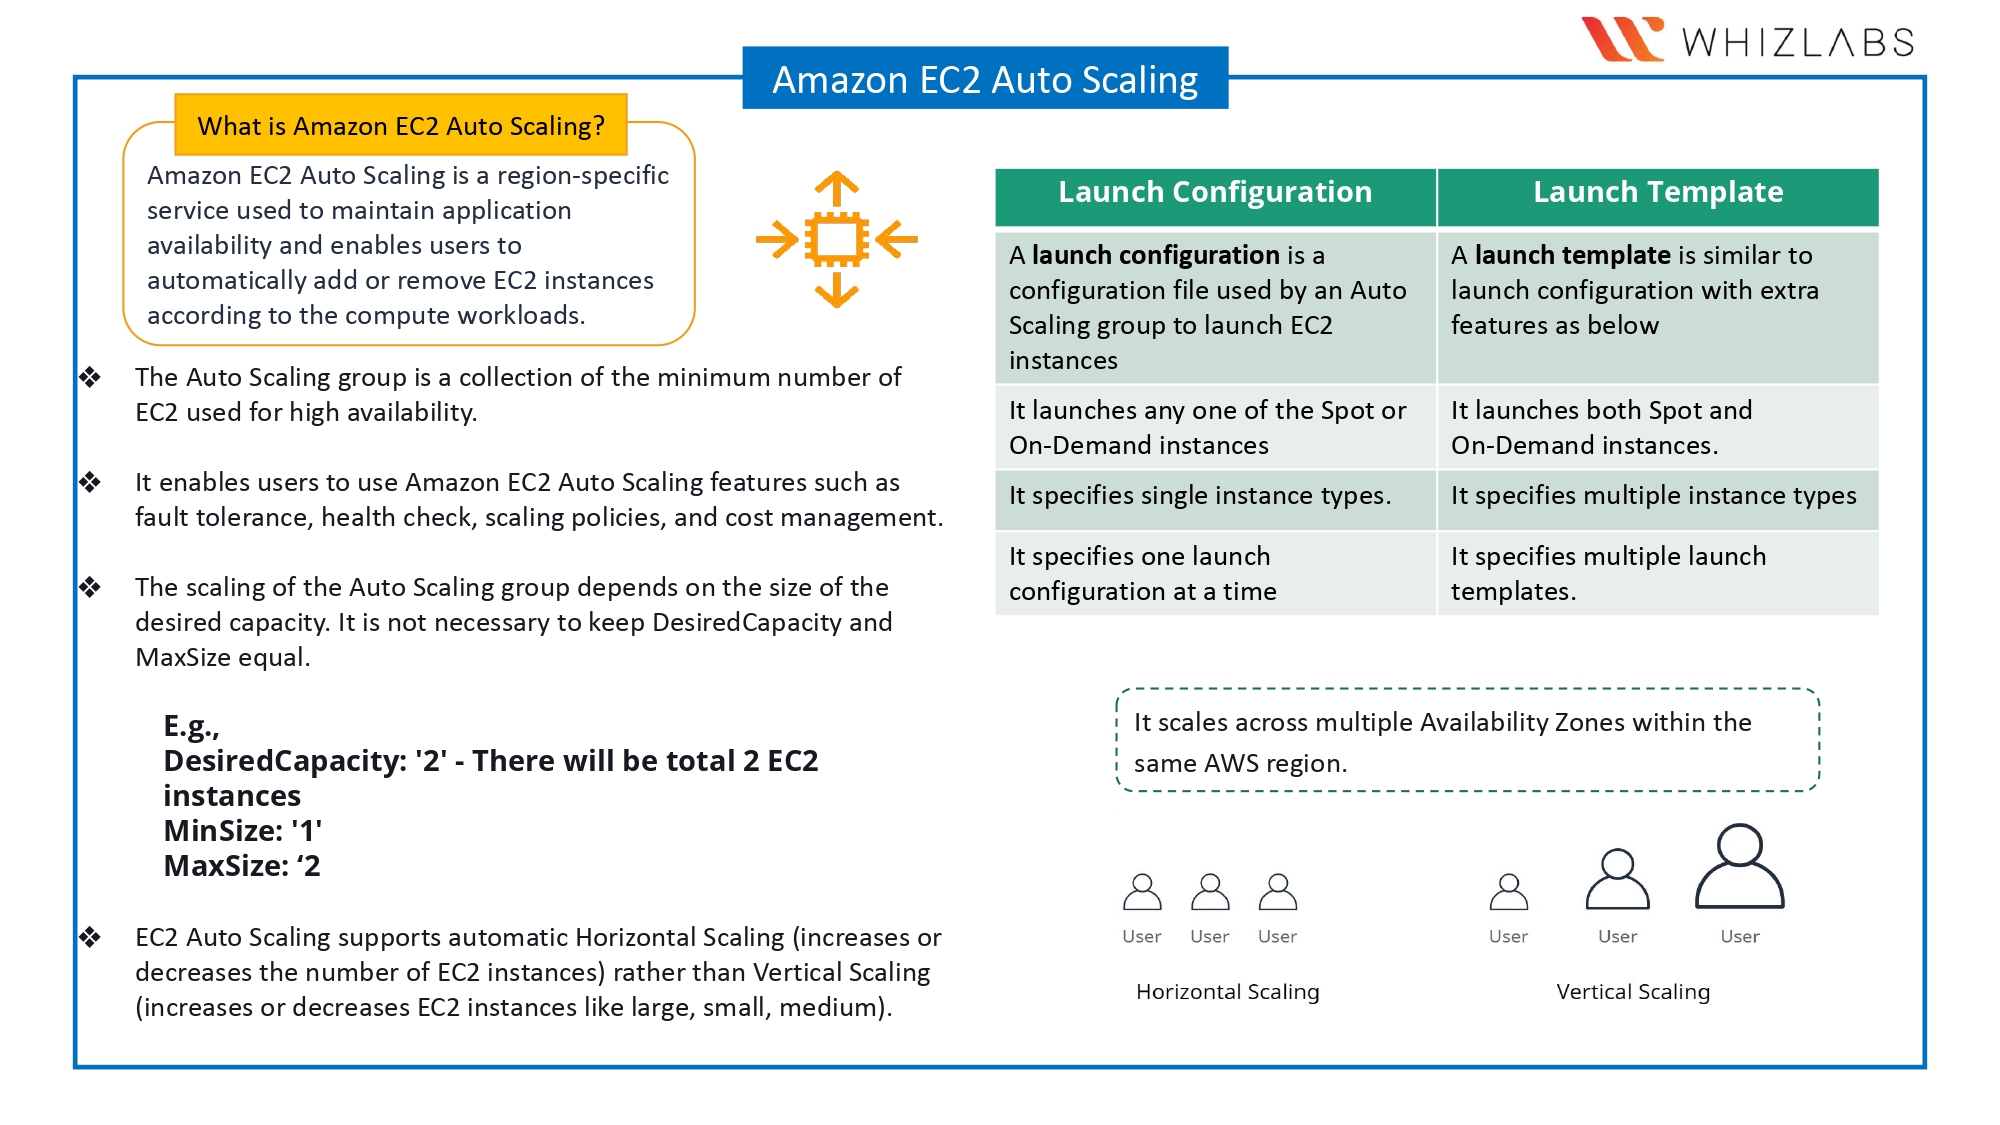 WHIZLABS
Amazon EC2 Auto Scaling
What is Amazon EC2 Auto Scaling?
Amazon EC2 Auto Scaling is a region-specific
service used to maintain application
availability and enables users to
automatically add or remove EC2 instances
according to the compute workloads.
❖ The Auto Scaling group is a collection of the minimum number of
EC2 used for high availability.
❖ It enables users to use Amazon EC2 Auto Scaling features such as
fault tolerance, health check, scaling policies, and cost management.
❖ The scaling of the Auto Scaling group depends on the size of the
desired capacity. It is not necessary to keep DesiredCapacity and
MaxSize equal.
E.g.,
DesiredCapacity: '2' - There will be total 2 EC2
instances
MinSize: '1'
MaxSize: ‘2
❖ EC2 Auto Scaling supports automatic Horizontal Scaling (increases or
decreases the number of EC2 instances) rather than Vertical Scaling
(increases or decreases EC2 instances like large, small, medium).
Launch Configuration
Launch Template
A launch configuration is a
configuration file used by an Auto
Scaling group to launch EC2
instances
A launch template is similar to
launch configuration with extra
features as below
It launches any one of the Spot or
On-Demand instances
It launches both Spot and
On-Demand instances.
It specifies single instance types.
It specifies multiple instance types
It specifies one launch
configuration at a time
It specifies multiple launch
templates.
It scales across multiple Availability Zones within the
same AWS region.
User User User
Horizontal Scaling
User User User
Vertical Scaling